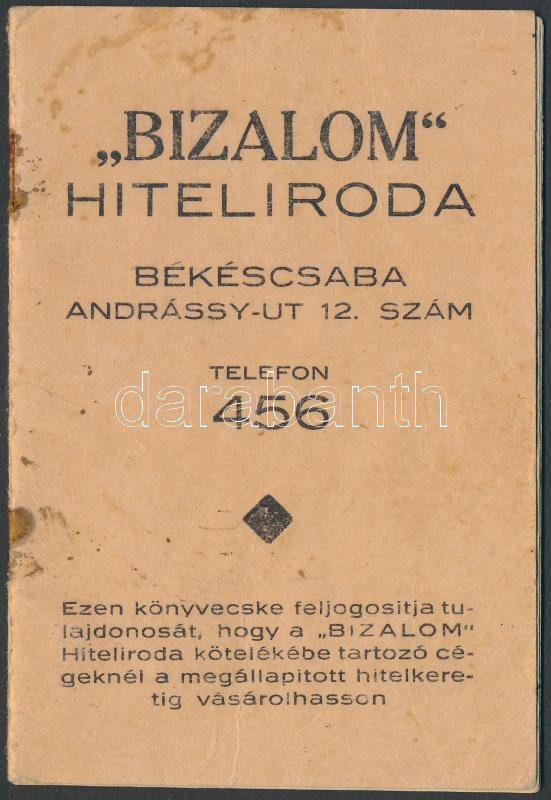 „BIZALOM“
HITELIRODA
BÉKÉSCSABA
ANDRÁSSY-UT 12. SZÁM
TELEFON
456
darabanth
Ezen könyvecske feljogositja tu-
lajdonosát, hogy a „BIZALOM“
Hiteliroda kötelékébe tartozó cé-
geknél a megállapitott hitelkere-
tig vásárolhasson